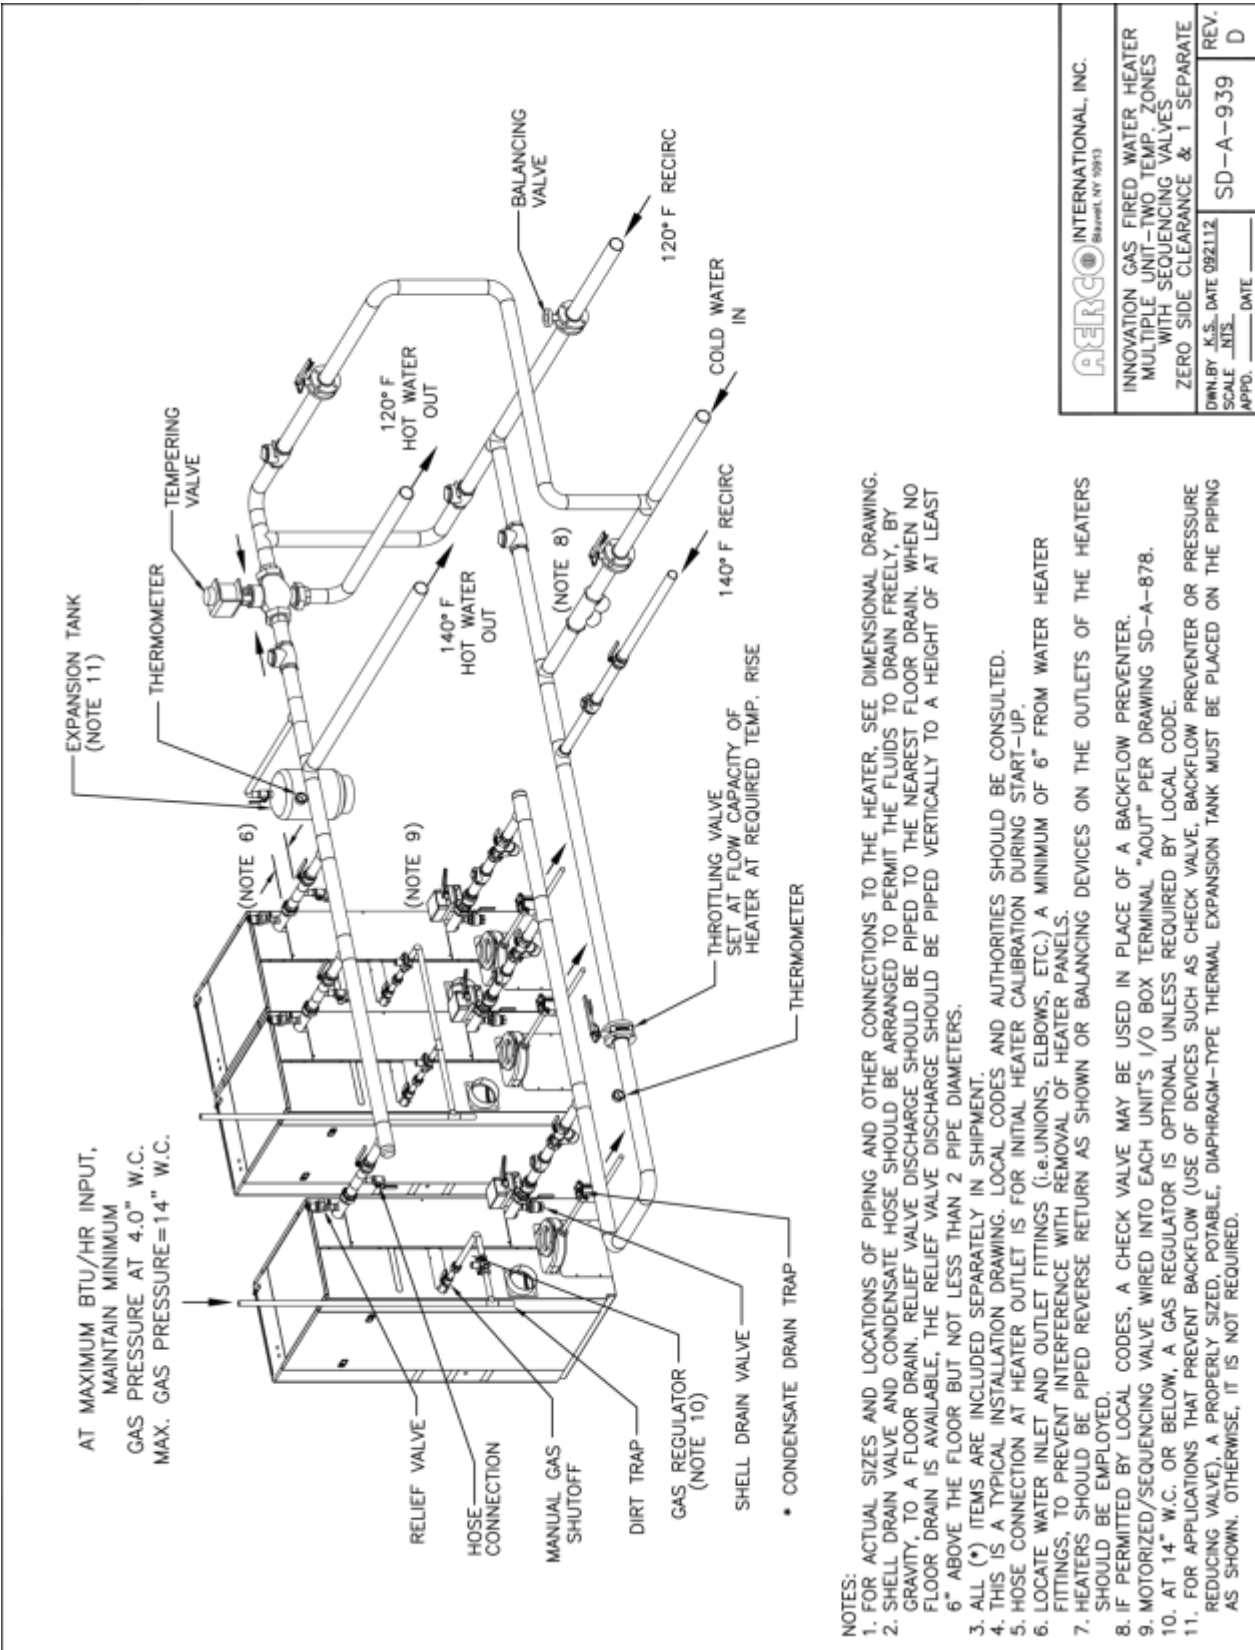 AT MAXIMUM BTU/HR INPUT,
MAINTAIN MINIMUM
GAS PRESSURE AT 4.0" W.C.
MAX. GAS PRESSURE=14" W.C.
EXPANSION TANK
(NOTE 11)
THERMOMETER
TEMPERING
VALVE
(NOTE 6)
120° F
HOT WATER
OUT
BALANCING
VALVE
140° F
HOT WATER
OUT
120° F RECIRC
(NOTE 9)
(NOTE 8)
COLD WATER
IN
140° F RECIRC
RELIEF VALVE
HOSE
CONNECTION
MANUAL GAS
SHUTOFF
DIRT TRAP
GAS REGULATOR
(NOTE 10)
SHELL DRAIN VALVE
* CONDENSATE DRAIN TRAP
THROTTLING VALVE
SET AT FLOW CAPACITY OF
HEATER AT REQUIRED TEMP. RISE
THERMOMETER
NOTES:
1. FOR ACTUAL SIZES AND LOCATIONS OF PIPING AND OTHER CONNECTIONS TO THE HEATER, SEE DIMENSIONAL DRAWING.
2. SHELL DRAIN VALVE AND CONDENSATE HOSE SHOULD BE ARRANGED TO PERMIT THE FLUIDS TO DRAIN FREELY, BY
GRAVITY, TO A FLOOR DRAIN. RELIEF VALVE DISCHARGE SHOULD BE PIPED TO THE NEAREST FLOOR DRAIN. WHEN NO
FLOOR DRAIN IS AVAILABLE, THE RELIEF VALVE DISCHARGE SHOULD BE PIPED VERTICALLY TO A HEIGHT OF AT LEAST
6" ABOVE THE FLOOR BUT NOT LESS THAN 2 PIPE DIAMETERS.
3. ALL (*) ITEMS ARE INCLUDED SEPARATELY IN SHIPMENT.
4. THIS IS A TYPICAL INSTALLATION DRAWING. LOCAL CODES AND AUTHORITIES SHOULD BE CONSULTED.
5. HOSE CONNECTION AT HEATER OUTLET IS FOR INITIAL HEATER CALIBRATION DURING START-UP.
6. LOCATE WATER INLET AND OUTLET FITTINGS (i.e.UNIONS, ELBOWS, ETC.) A MINIMUM OF 6" FROM WATER HEATER
FITTINGS, TO PREVENT INTERFERENCE WITH REMOVAL OF HEATER PANELS.
7. HEATERS SHOULD BE PIPED REVERSE RETURN AS SHOWN OR BALANCING DEVICES ON THE OUTLETS OF THE HEATERS
SHOULD BE EMPLOYED.
8. IF PERMITTED BY LOCAL CODES, A CHECK VALVE MAY BE USED IN PLACE OF A BACKFLOW PREVENTER.
9. MOTORIZED/SEQUENCING VALVE WIRED INTO EACH UNIT'S I/O BOX TERMINAL "AOUT" PER DRAWING SD-A-878.
10. AT 14" W.C. OR BELOW, A GAS REGULATOR IS OPTIONAL UNLESS REQUIRED BY LOCAL CODE.
11. FOR APPLICATIONS THAT PREVENT BACKFLOW (USE OF DEVICES SUCH AS CHECK VALVE, BACKFLOW PREVENTER OR PRESSURE
REDUCING VALVE), A PROPERLY SIZED, POTABLE, DIAPHRAGM-TYPE THERMAL EXPANSION TANK MUST BE PLACED ON THE PIPING
AS SHOWN. OTHERWISE, IT IS NOT REQUIRED.
AERCO INTERNATIONAL, INC.
Blauvelt, NY 10913
INNOVATION GAS FIRED WATER HEATER
MULTIPLE UNIT-TWO TEMP. ZONES
WITH SEQUENCING VALVES
ZERO SIDE CLEARANCE & 1 SEPARATE
DWN.BY K.S. DATE 092112
SCALE NTS
APPD. DATE
SD-A-939
REV.
D